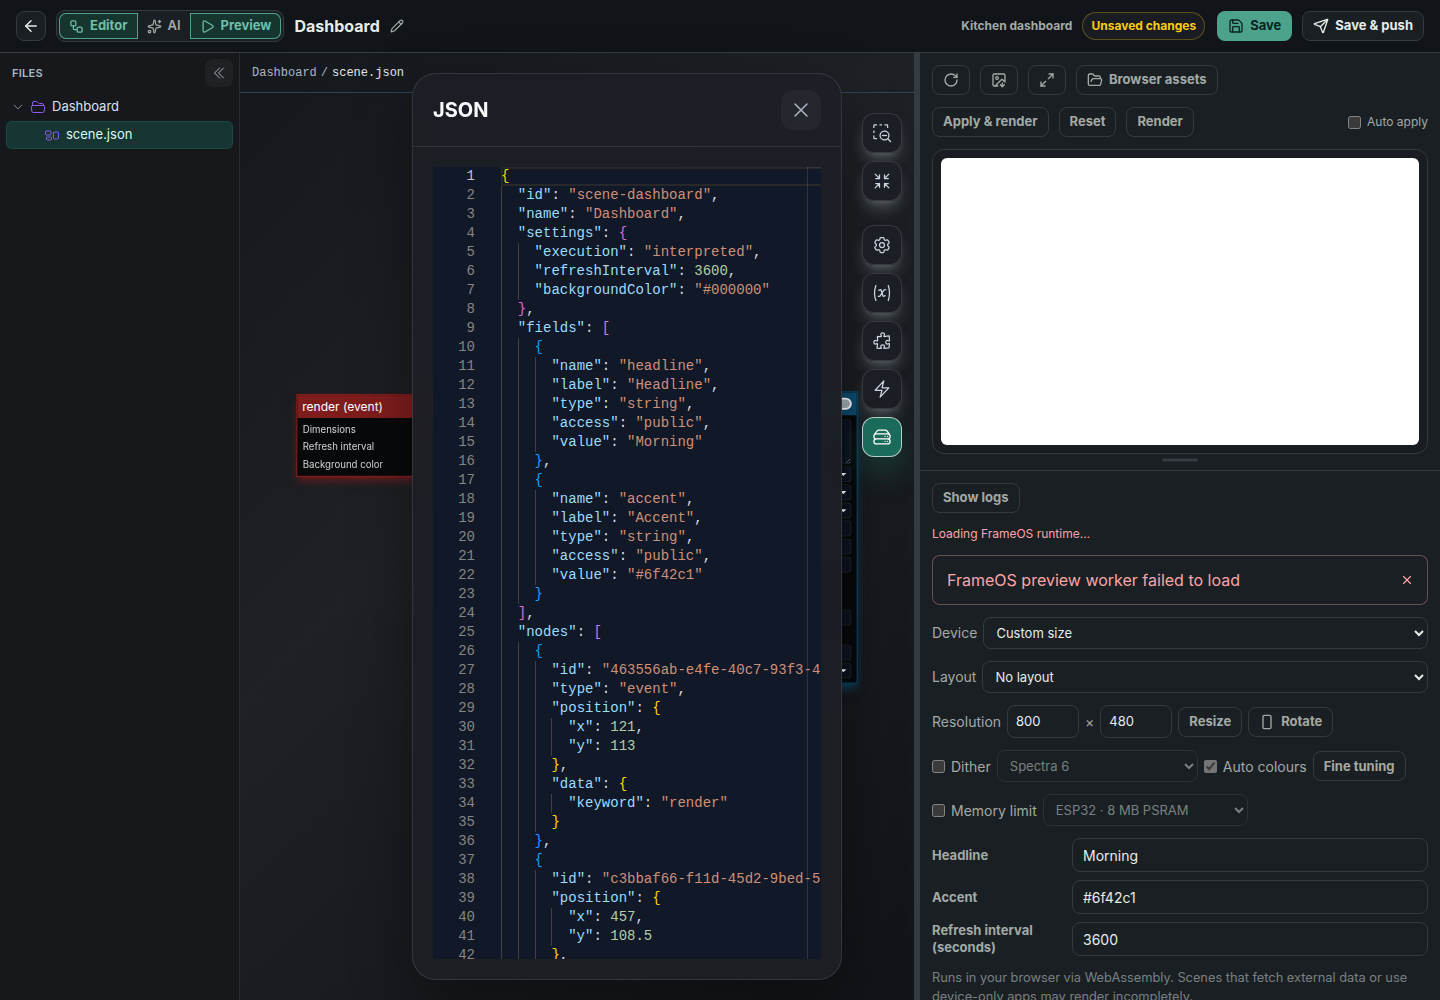 Editor
AI
Preview
Dashboard
Kitchen dashboard
Unsaved changes
Save
Save & push
FILES
Dashboard
scene.json
Dashboard / scene.json
render (event)
Dimensions
Refresh interval
Background color
JSON
1 {
2 "id": "scene-dashboard",
3 "name": "Dashboard",
4 "settings": {
5 "execution": "interpreted",
6 "refreshInterval": 3600,
7 "backgroundColor": "#000000"
8 },
9 "fields": [
10 {
11 "name": "headline",
12 "label": "Headline",
13 "type": "string",
14 "access": "public",
15 "value": "Morning"
16 },
17 {
18 "name": "accent",
19 "label": "Accent",
20 "type": "string",
21 "access": "public",
22 "value": "#6f42c1"
23 }
24 ],
25 "nodes": [
26 {
27 "id": "463556ab-e4fe-40c7-93f3-4
28 "type": "event",
29 "position": {
30 "x": 121,
31 "y": 113
32 },
33 "data": {
34 "keyword": "render"
35 }
36 },
37 {
38 "id": "c3bbaf66-f11d-45d2-9bed-5
39 "position": {
40 "x": 457,
41 "y": 108.5
42 },
(x)
Browser assets
Apply & render
Reset
Render
Auto apply
Show logs
Loading FrameOS runtime...
FrameOS preview worker failed to load
Device Custom size
Layout No layout
Resolution 800 × 480 Resize Rotate
Dither Spectra 6 Auto colours Fine tuning
Memory limit ESP32 · 8 MB PSRAM
Headline Morning
Accent #6f42c1
Refresh interval (seconds) 3600
Runs in your browser via WebAssembly. Scenes that fetch external data or use
device-only apps may render incompletely.